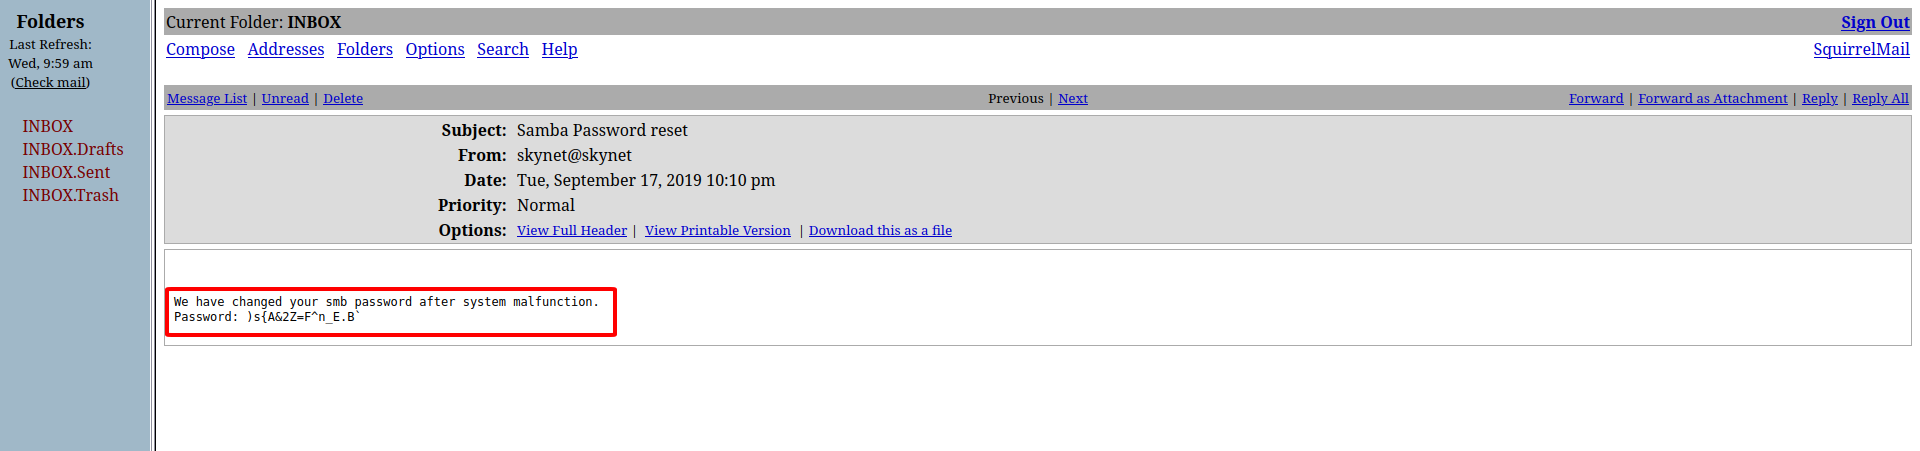 Folders
Last Refresh:
Wed, 9:59 am
(Check mail)
INBOX
INBOX.Drafts
INBOX.Sent
INBOX.Trash
Current Folder: INBOX Sign Out
Compose Addresses Folders Options Search Help SquirrelMail
Message List | Unread | Delete Previous | Next Forward | Forward as Attachment | Reply | Reply All
Subject: Samba Password reset
From: skynet@skynet
Date: Tue, September 17, 2019 10:10 pm
Priority: Normal
Options: View Full Header | View Printable Version | Download this as a file
We have changed your smb password after system malfunction.
Password: )s{A&2Z=F^n_E.B`